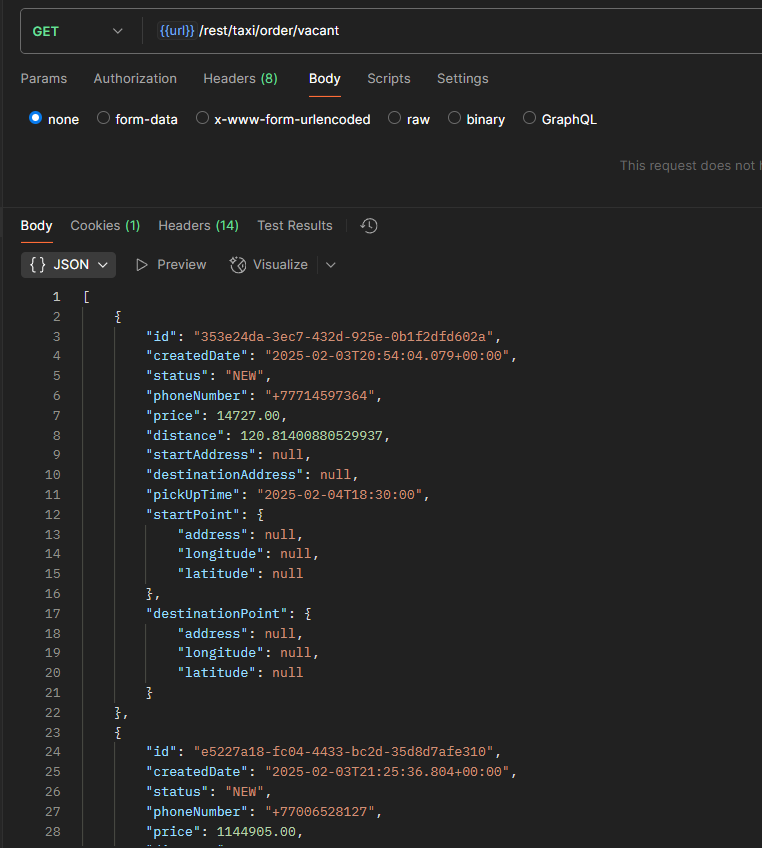 GET {{url}} /rest/taxi/order/vacant
Params Authorization Headers (8) Body Scripts Settings
none form-data x-www-form-urlencoded raw binary GraphQL
This request does not
Body Cookies (1) Headers (14) Test Results
{} JSON Preview Visualize
1 [
2 {
3 "id": "353e24da-3ec7-432d-925e-0b1f2dfd602a",
4 "createdDate": "2025-02-03T20:54:04.079+00:00",
5 "status": "NEW",
6 "phoneNumber": "+77714597364",
7 "price": 14727.00,
8 "distance": 120.81400880529937,
9 "startAddress": null,
10 "destinationAddress": null,
11 "pickUpTime": "2025-02-04T18:30:00",
12 "startPoint": {
13 "address": null,
14 "longitude": null,
15 "latitude": null
16 },
17 "destinationPoint": {
18 "address": null,
19 "longitude": null,
20 "latitude": null
21 }
22 },
23 {
24 "id": "e5227a18-fc04-4433-bc2d-35d8d7afe310",
25 "createdDate": "2025-02-03T21:25:36.804+00:00",
26 "status": "NEW",
27 "phoneNumber": "+77006528127",
28 "price": 1144905.00,